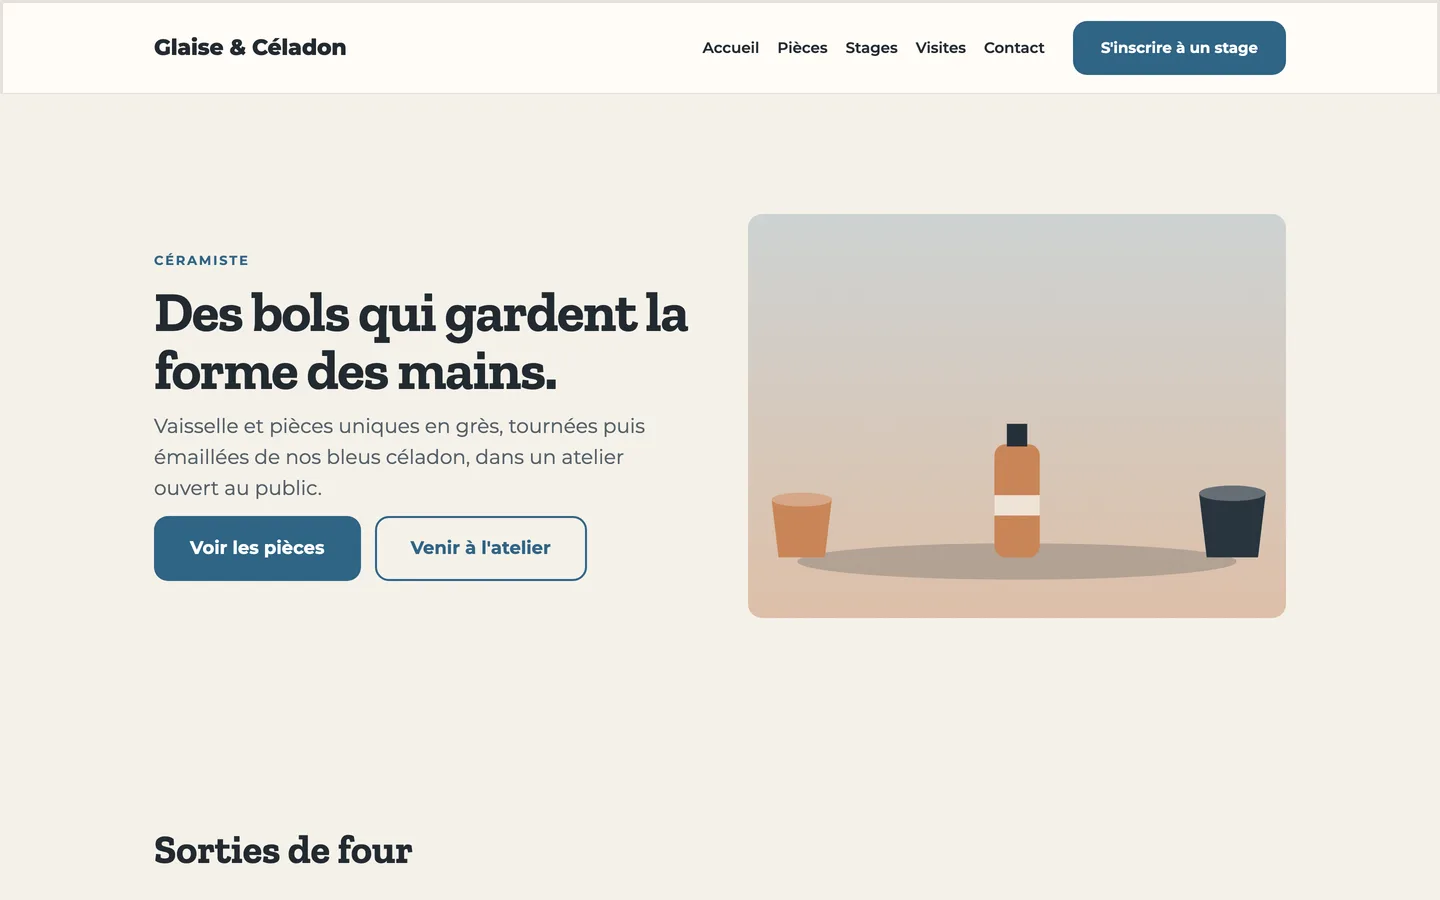 Glaise & Céladon
Accueil Pièces Stages Visites Contact S'inscrire à un stage
CÉRAMISTE
Des bols qui gardent la
forme des mains.
Vaisselle et pièces uniques en grès, tournées puis
émaillées de nos bleus céladon, dans un atelier
ouvert au public.
Voir les pièces Venir à l'atelier
Sorties de four